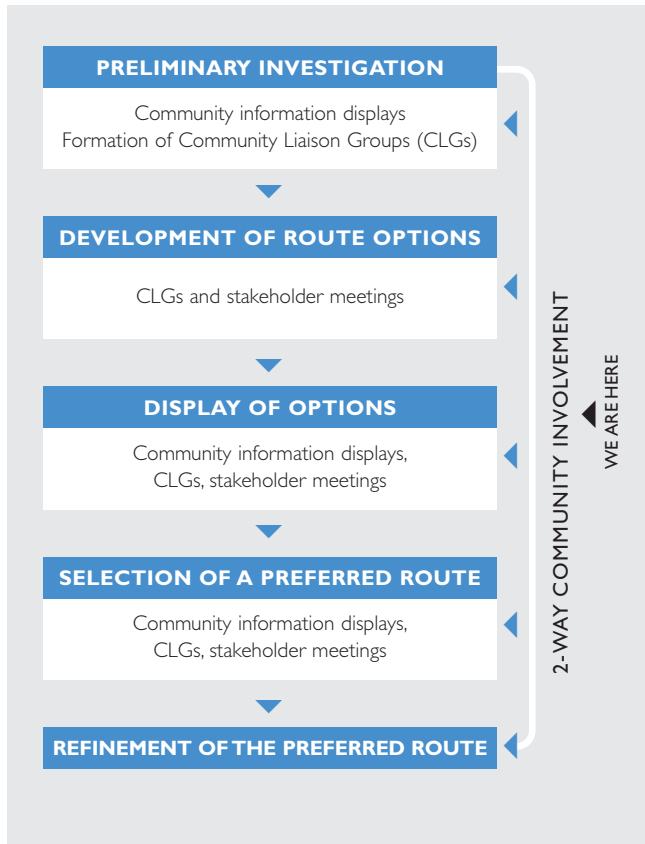 PRELIMINARY INVESTIGATION
Community information displays
Formation of Community Liaison Groups (CLGs)
DEVELOPMENT OF ROUTE OPTIONS
CLGs and stakeholder meetings
DISPLAY OF OPTIONS
Community information displays,
CLGs, stakeholder meetings
SELECTION OF A PREFERRED ROUTE
Community information displays,
CLGs, stakeholder meetings
REFINEMENT OF THE PREFERRED ROUTE
2-WAY COMMUNITY INVOLVEMENT
WE ARE HERE